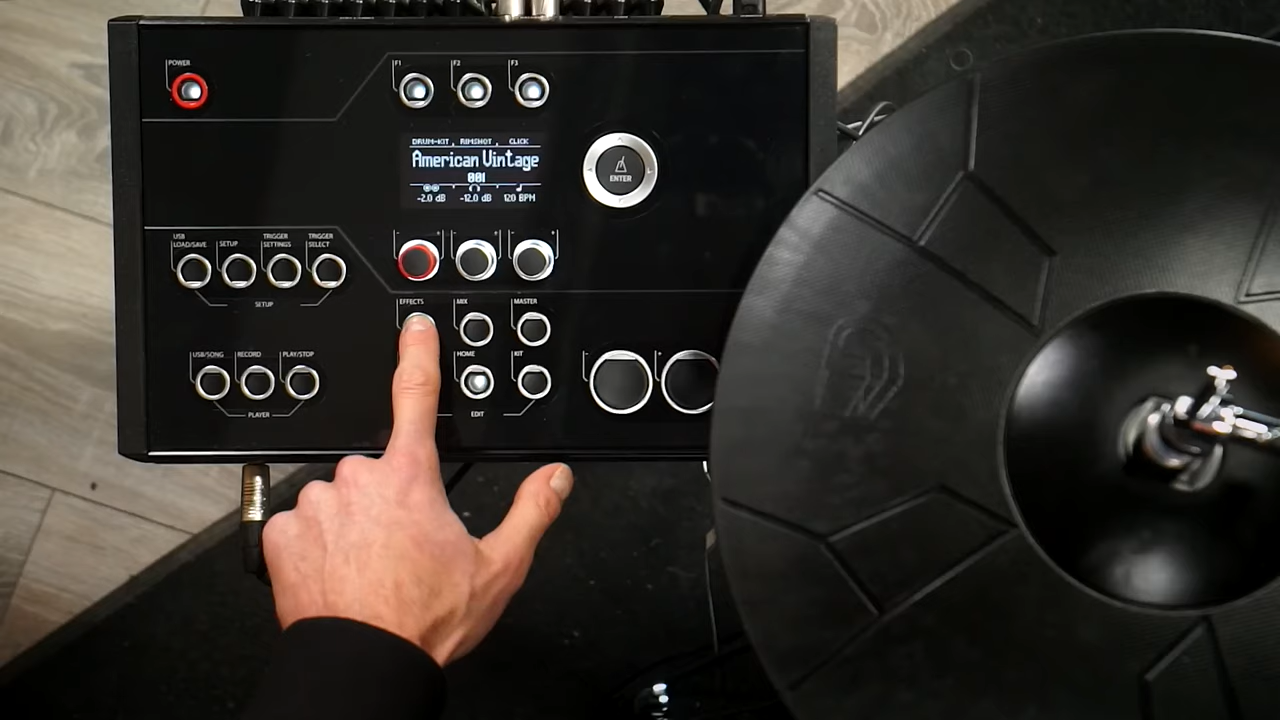 POWER
F1 F2 F3
DRUM-KIT RIMSHOT CLICK
American Vintage
001
-2.0 dB -12.0 dB 120 BPM
ENTER
- + - + - +
USB LOAD/SAVE SETUP TRIGGER SETTINGS TRIGGER SELECT
SETUP
EFFECTS MIX MASTER
USB/SONG RECORD PLAY/STOP
HOME KIT
- +
PLAYER
EDIT